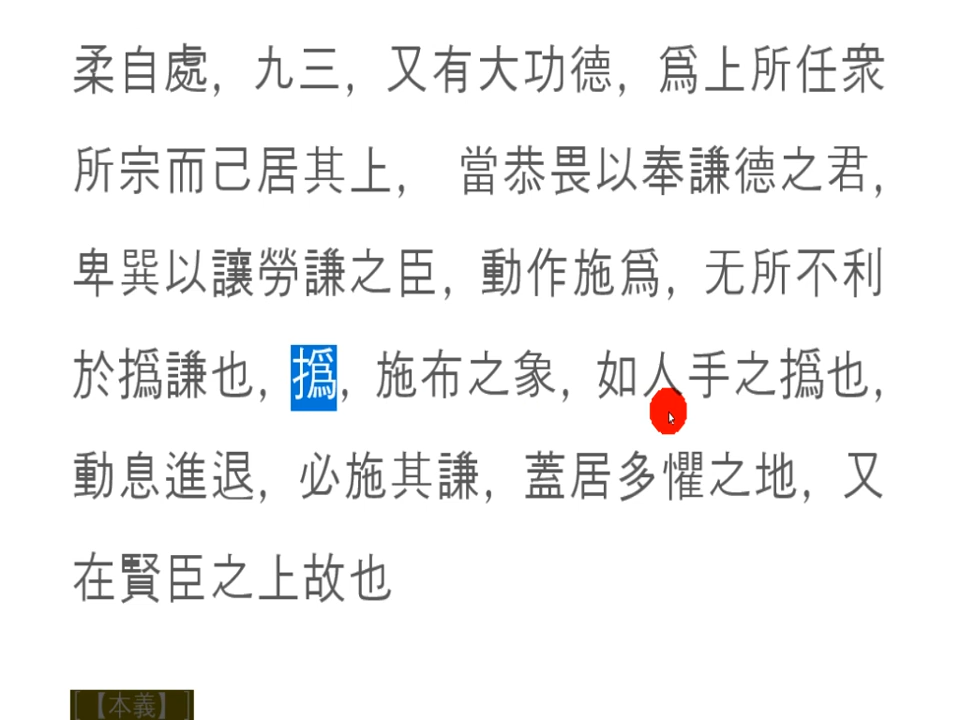 柔自處, 九三, 又有大功德, 爲上所任衆
所宗而己居其上, 當恭畏以奉謙德之君,
卑巽以讓勞謙之臣, 動作施爲, 无所不利
於撝謙也, 撝, 施布之象, 如人手之撝也,
動息進退, 必施其謙, 蓋居多懼之地, 又
在賢臣之上故也
[【本義】]